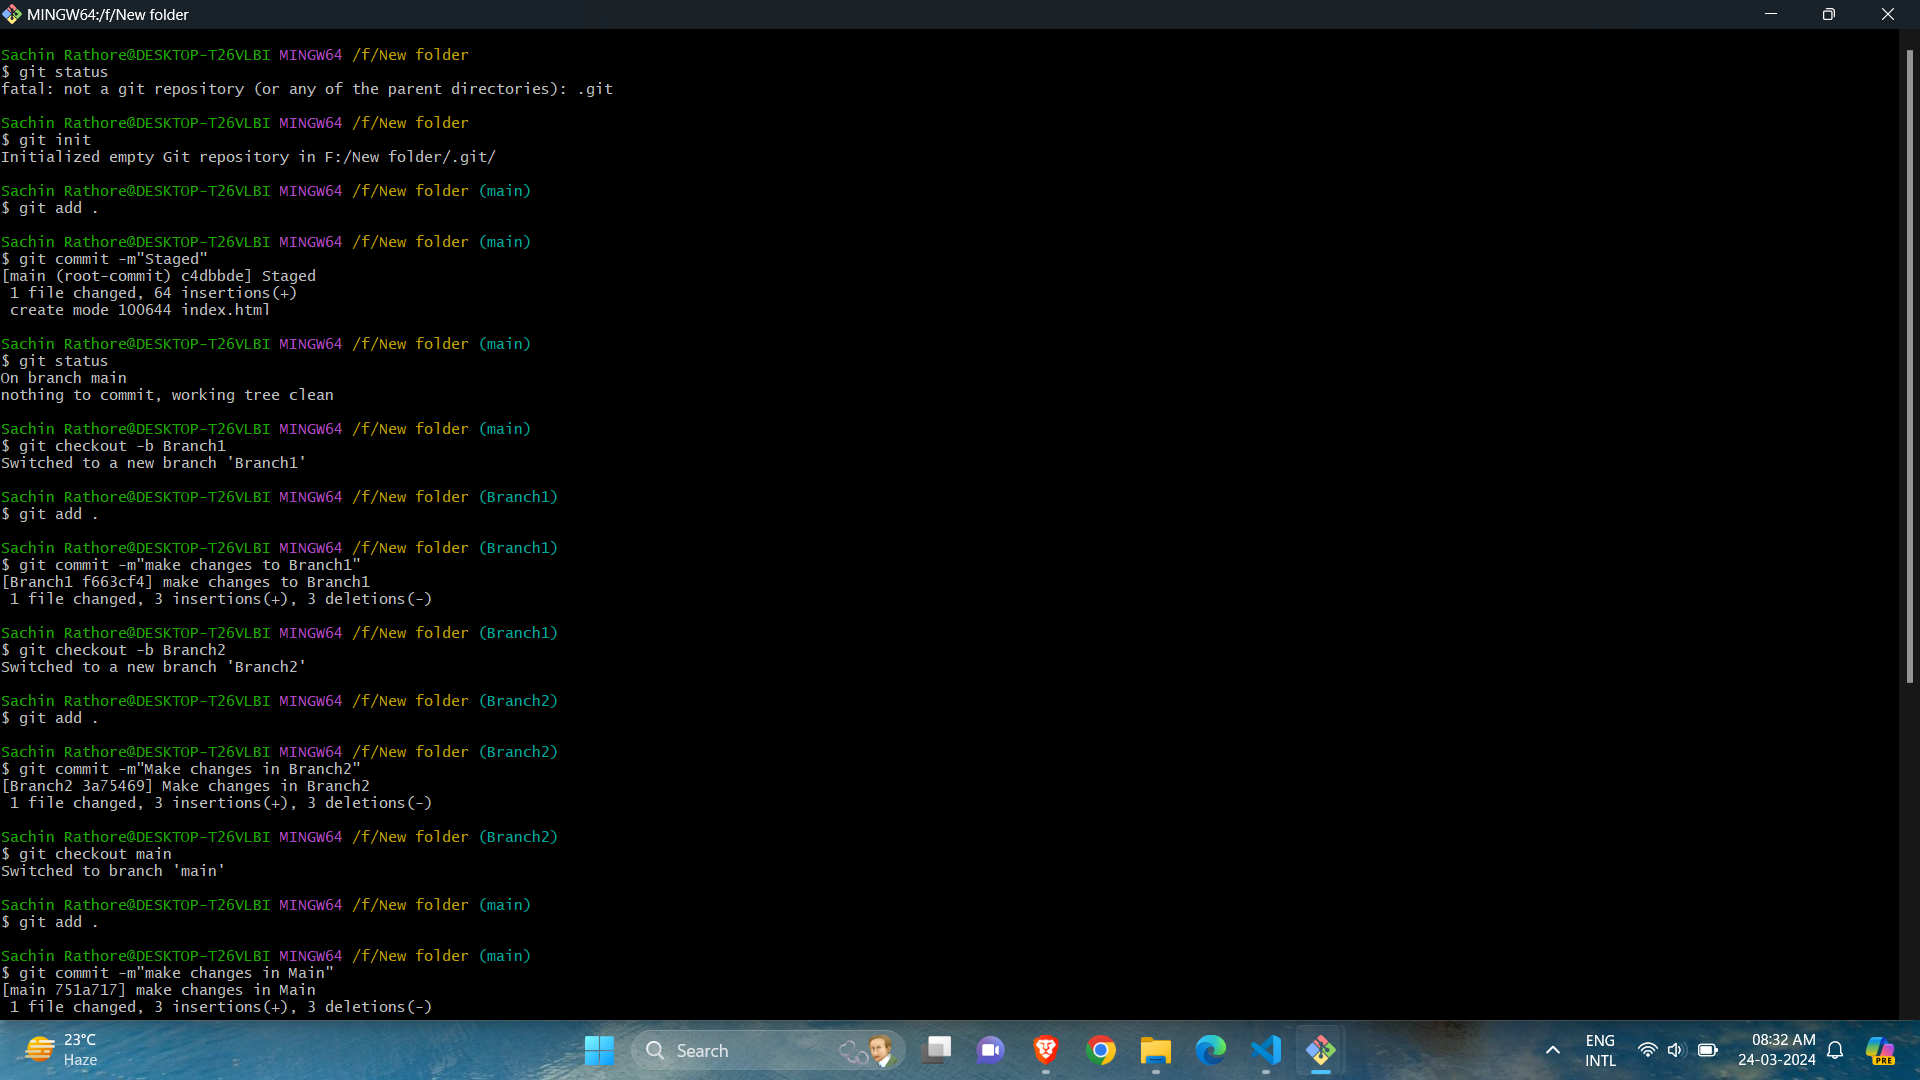 MINGW64:/f/New folder
Sachin Rathore@DESKTOP-T26VLBI MINGW64 /f/New folder
$ git status
fatal: not a git repository (or any of the parent directories): .git
Sachin Rathore@DESKTOP-T26VLBI MINGW64 /f/New folder
$ git init
Initialized empty Git repository in F:/New folder/.git/
Sachin Rathore@DESKTOP-T26VLBI MINGW64 /f/New folder (main)
$ git add .
Sachin Rathore@DESKTOP-T26VLBI MINGW64 /f/New folder (main)
$ git commit -m"Staged"
[main (root-commit) c4dbbde] Staged
 1 file changed, 64 insertions(+)
 create mode 100644 index.html
Sachin Rathore@DESKTOP-T26VLBI MINGW64 /f/New folder (main)
$ git status
On branch main
nothing to commit, working tree clean
Sachin Rathore@DESKTOP-T26VLBI MINGW64 /f/New folder (main)
$ git checkout -b Branch1
Switched to a new branch 'Branch1'
Sachin Rathore@DESKTOP-T26VLBI MINGW64 /f/New folder (Branch1)
$ git add .
Sachin Rathore@DESKTOP-T26VLBI MINGW64 /f/New folder (Branch1)
$ git commit -m"make changes to Branch1"
[Branch1 f663cf4] make changes to Branch1
 1 file changed, 3 insertions(+), 3 deletions(-)
Sachin Rathore@DESKTOP-T26VLBI MINGW64 /f/New folder (Branch1)
$ git checkout -b Branch2
Switched to a new branch 'Branch2'
Sachin Rathore@DESKTOP-T26VLBI MINGW64 /f/New folder (Branch2)
$ git add .
Sachin Rathore@DESKTOP-T26VLBI MINGW64 /f/New folder (Branch2)
$ git commit -m"Make changes in Branch2"
[Branch2 3a75469] Make changes in Branch2
 1 file changed, 3 insertions(+), 3 deletions(-)
Sachin Rathore@DESKTOP-T26VLBI MINGW64 /f/New folder (Branch2)
$ git checkout main
Switched to branch 'main'
Sachin Rathore@DESKTOP-T26VLBI MINGW64 /f/New folder (main)
$ git add .
Sachin Rathore@DESKTOP-T26VLBI MINGW64 /f/New folder (main)
$ git commit -m"make changes in Main"
[main 751a717] make changes in Main
 1 file changed, 3 insertions(+), 3 deletions(-)
23°C
Haze
Search
ENG
INTL
08:32 AM
24-03-2024
PRE